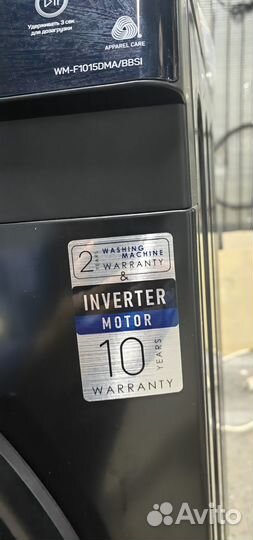 Удерживать 3 сек
для дозагрузки
APPAREL CARE
WM-F1015DMA/BBSI
2 YEARS WASHING
MACHINE
WARRANTY
&
INVERTER
MOTOR
10 YEARS
WARRANTY
Avito